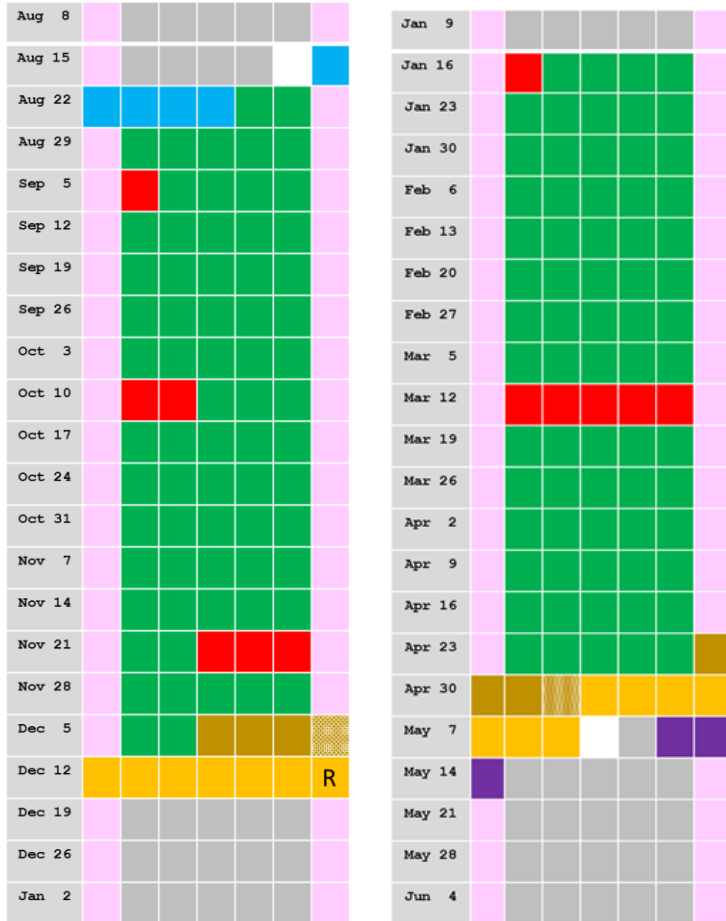 Aug 8
Aug 15
Aug 22
Aug 29
Sep 5
Sep 12
Sep 19
Sep 26
Oct 3
Oct 10
Oct 17
Oct 24
Oct 31
Nov 7
Nov 14
Nov 21
Nov 28
Dec 5
Dec 12 R
Dec 19
Dec 26
Jan 2
Jan 9
Jan 16
Jan 23
Jan 30
Feb 6
Feb 13
Feb 20
Feb 27
Mar 5
Mar 12
Mar 19
Mar 26
Apr 2
Apr 9
Apr 16
Apr 23
Apr 30
May 7
May 14
May 21
May 28
Jun 4